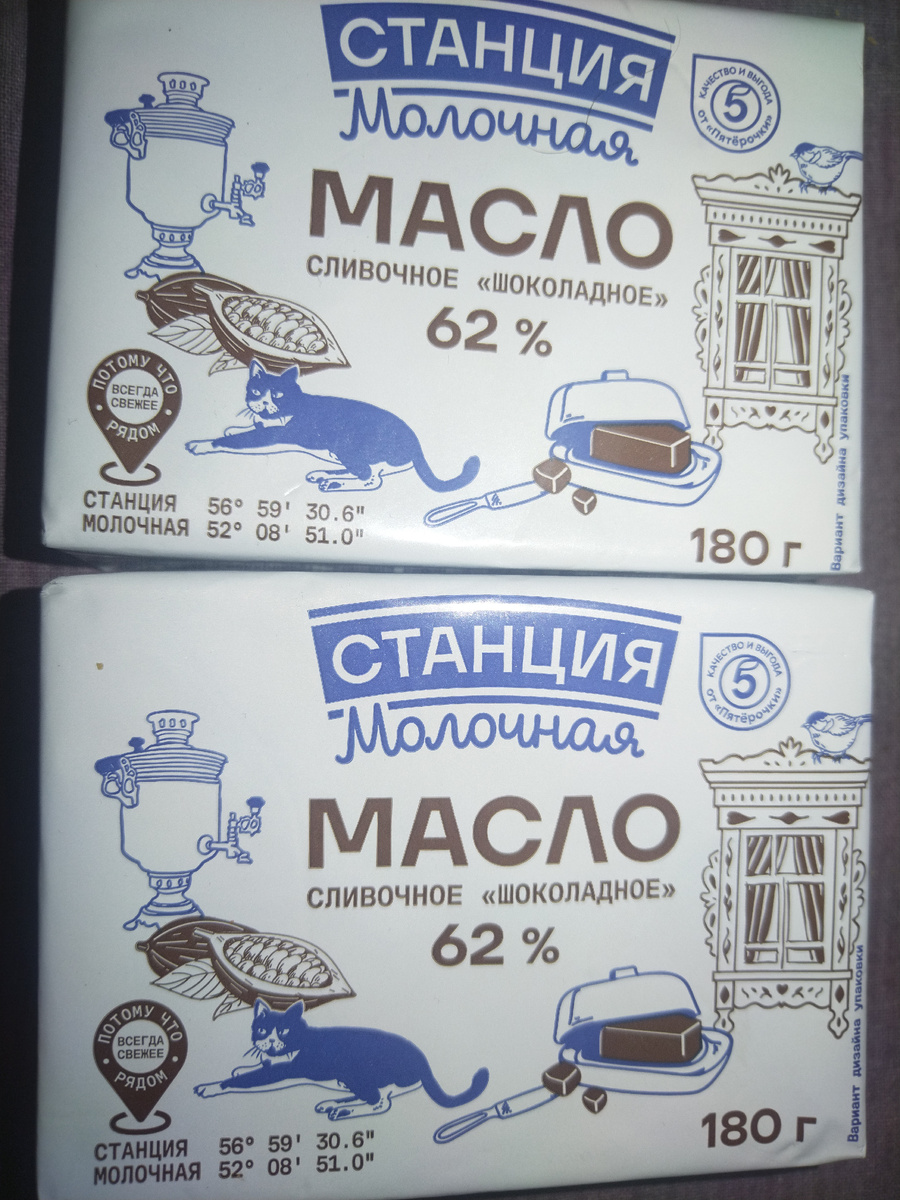 СТАНЦИЯ
Молочная
КАЧЕСТВО И ВЫГОДА
5
ОТ «Пятёрочки»
МАСЛО
СЛИВОЧНОЕ «ШОКОЛАДНОЕ»
62 %
ПОТОМУ ЧТО
ВСЕГДА
СВЕЖЕЕ
РЯДОМ
СТАНЦИЯ 56° 59' 30.6"
МОЛОЧНАЯ 52° 08' 51.0"
180 г
Вариант дизайна упаковки
СТАНЦИЯ
Молочная
КАЧЕСТВО И ВЫГОДА
5
ОТ «Пятёрочки»
МАСЛО
СЛИВОЧНОЕ «ШОКОЛАДНОЕ»
62 %
ПОТОМУ ЧТО
ВСЕГДА
СВЕЖЕЕ
РЯДОМ
СТАНЦИЯ 56° 59' 30.6"
МОЛОЧНАЯ 52° 08' 51.0"
180 г
Вариант дизайна упаковки